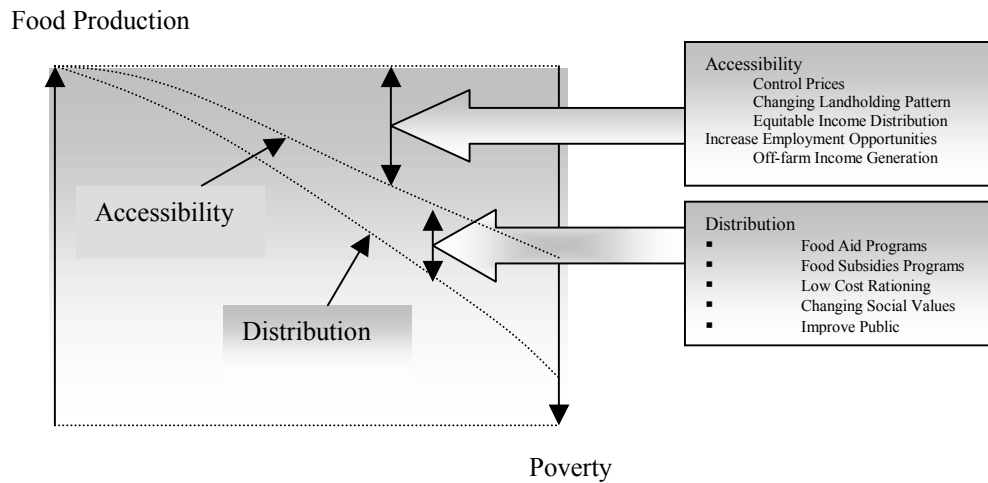 Food Production
Accessibility
Control Prices
Changing Landholding Pattern
Equitable Income Distribution
Increase Employment Opportunities
Off-farm Income Generation
Accessibility
Distribution
▪ Food Aid Programs
▪ Food Subsidies Programs
▪ Low Cost Rationing
▪ Changing Social Values
▪ Improve Public
Distribution
Poverty